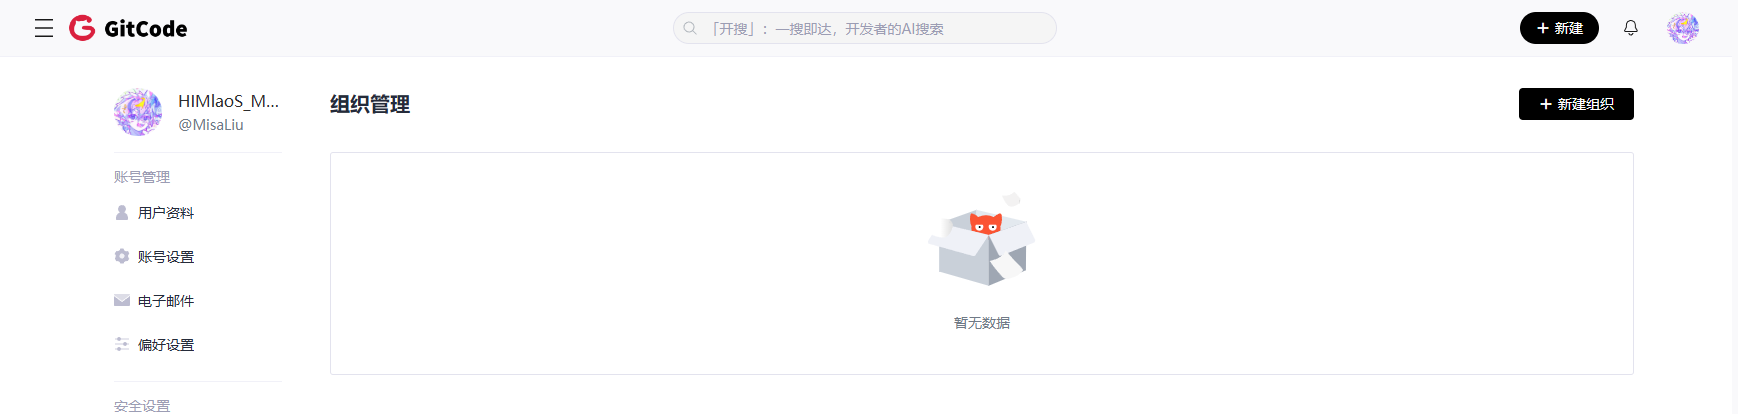 GitCode
「开搜」：一搜即达，开发者的AI搜索
新建
HIMlaoS_M...
@MisaLiu
组织管理
新建组织
账号管理
用户资料
账号设置
电子邮件
偏好设置
暂无数据
安全设置